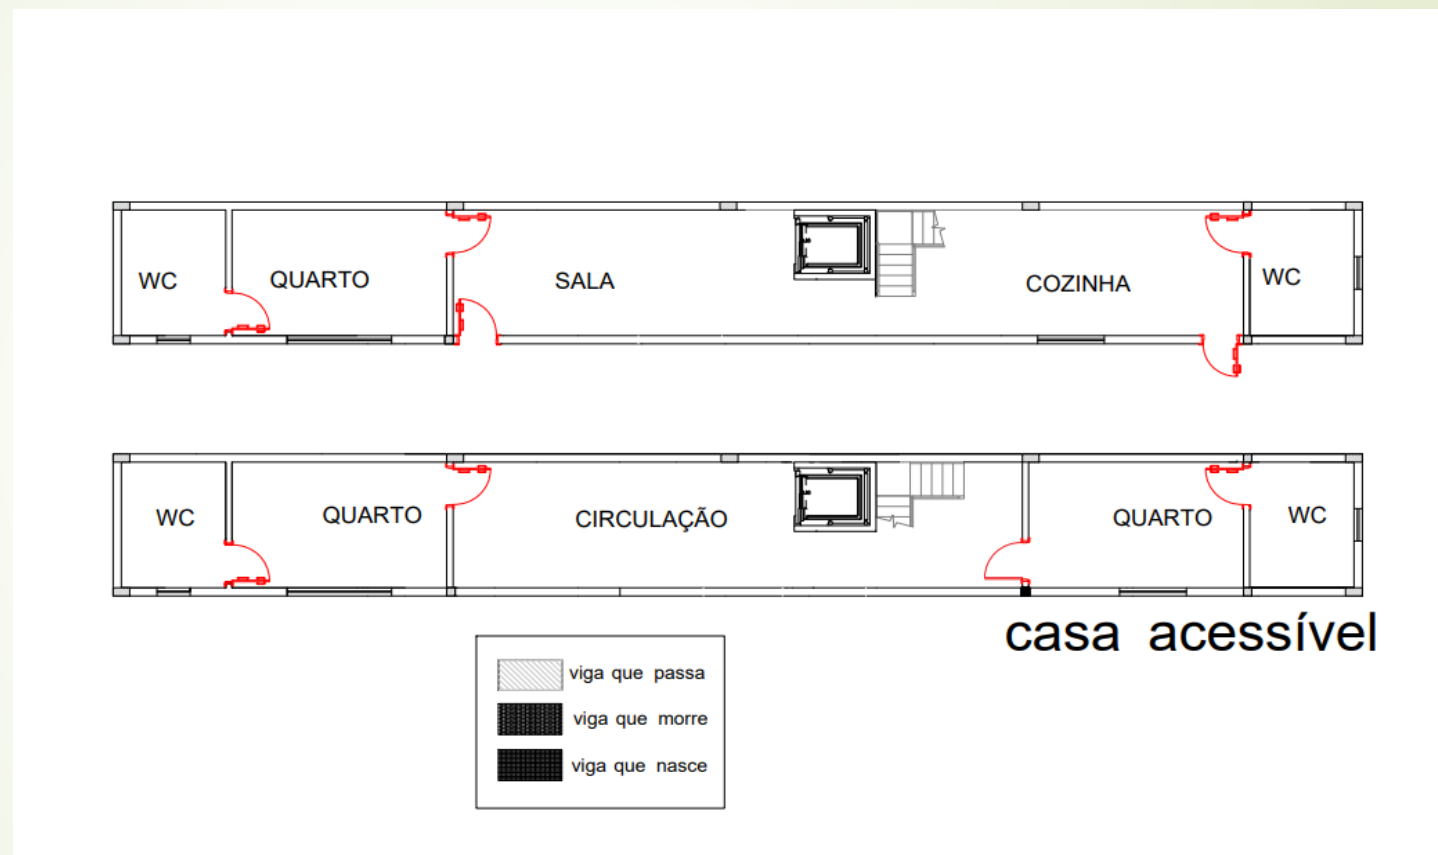 WC
QUARTO
SALA
COZINHA
WC
WC
QUARTO
CIRCULAÇÃO
QUARTO
WC
casa acessível
viga que passa
viga que morre
viga que nasce